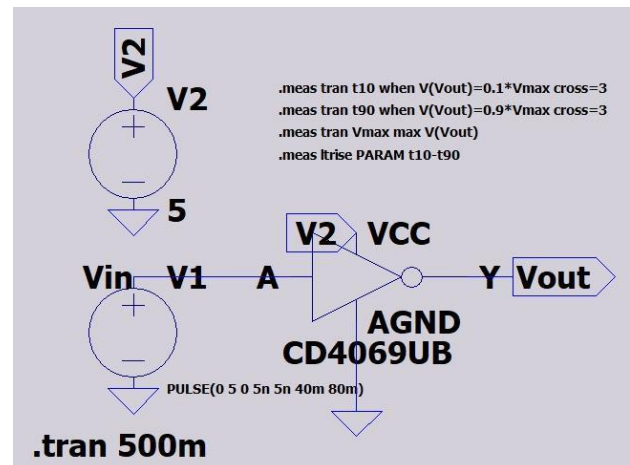 V2
V2
.meas tran t10 when V(Vout)=0.1*Vmax cross=3
.meas tran t90 when V(Vout)=0.9*Vmax cross=3
.meas tran Vmax max V(Vout)
.meas ltrise PARAM t10-t90
5
V2 VCC
Vin V1 A Y Vout
AGND
CD4069UB
PULSE(0 5 0 5n 5n 40m 80m)
.tran 500m